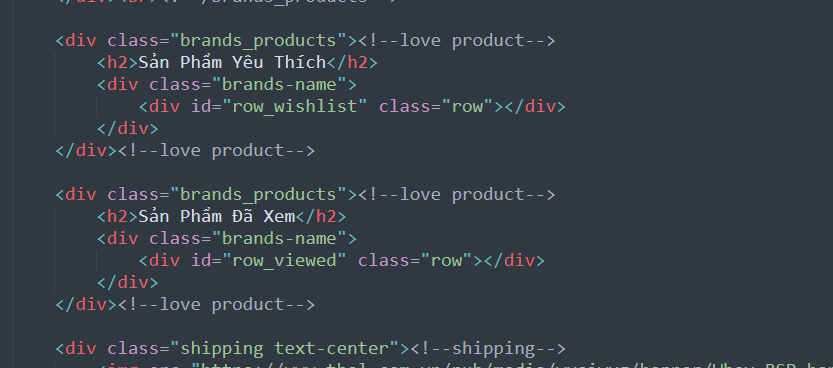 <div class="brands_products"><!--love product-->
<h2>Sản Phẩm Yêu Thích</h2>
<div class="brands-name">
<div id="row_wishlist" class="row"></div>
</div>
</div><!--love product-->
<div class="brands_products"><!--love product-->
<h2>Sản Phẩm Đã Xem</h2>
<div class="brands-name">
<div id="row_viewed" class="row"></div>
</div>
</div><!--love product-->
<div class="shipping text-center"><!--shipping-->